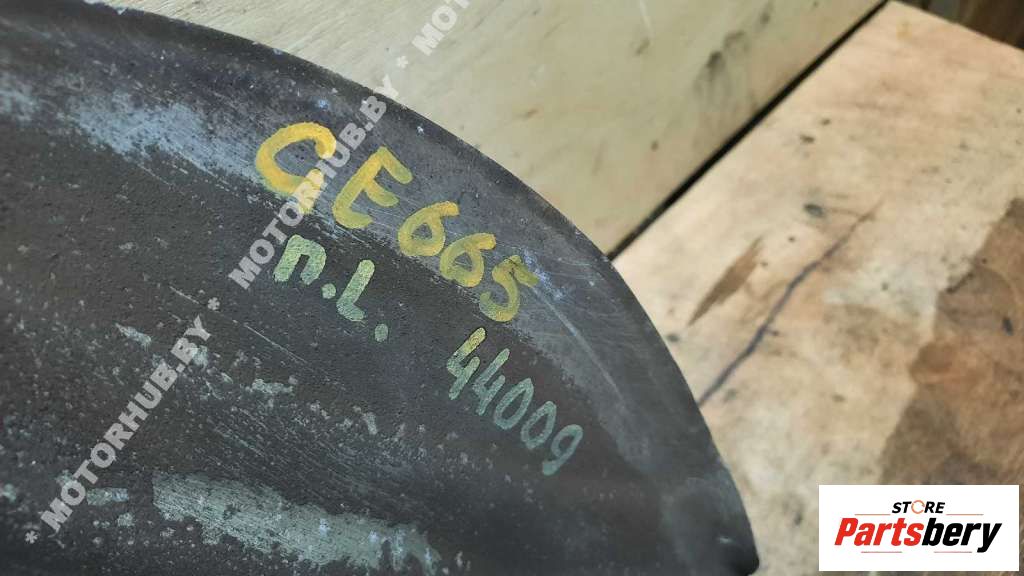 CE665
п.L. 44009
* MOTORHUB.BY * MOTORHUB.BY * MOTORHUB.BY
STORE
Partsbery